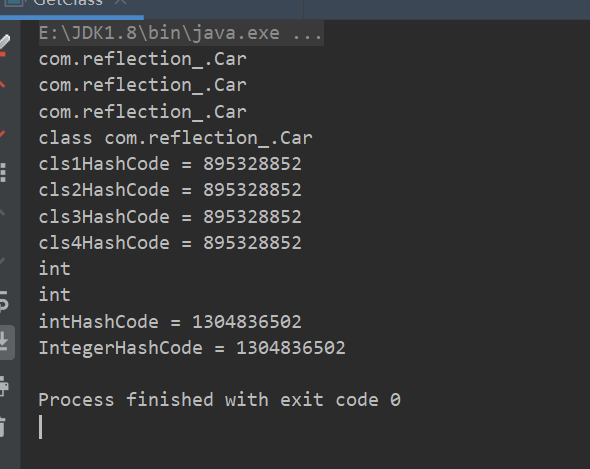 GetClass
E:\JDK1.8\bin\java.exe ...
com.reflection_.Car
com.reflection_.Car
com.reflection_.Car
class com.reflection_.Car
cls1HashCode = 895328852
cls2HashCode = 895328852
cls3HashCode = 895328852
cls4HashCode = 895328852
int
int
intHashCode = 1304836502
IntegerHashCode = 1304836502
Process finished with exit code 0